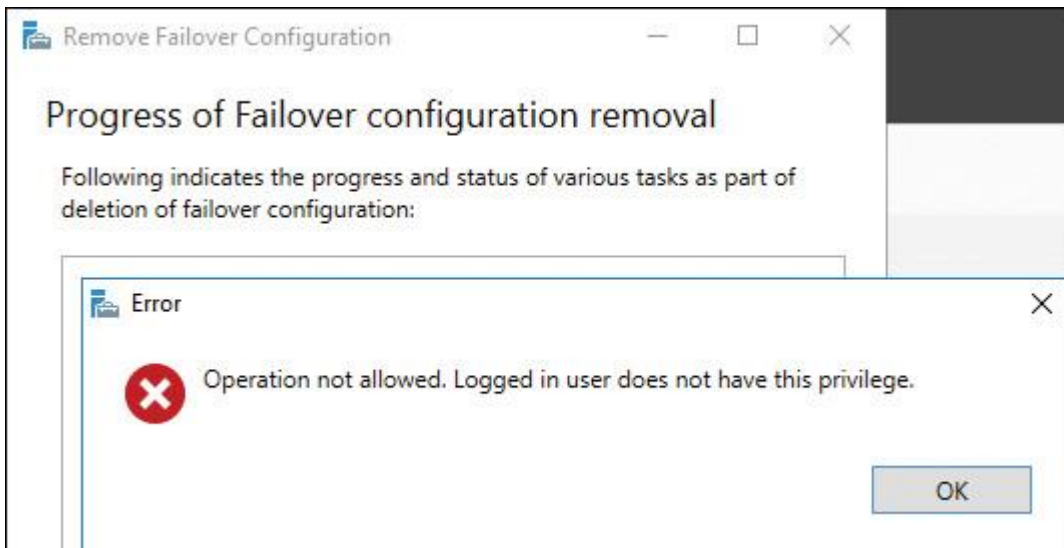 Remove Failover Configuration
Progress of Failover configuration removal
Following indicates the progress and status of various tasks as part of
deletion of failover configuration:
Error
Operation not allowed. Logged in user does not have this privilege.
OK